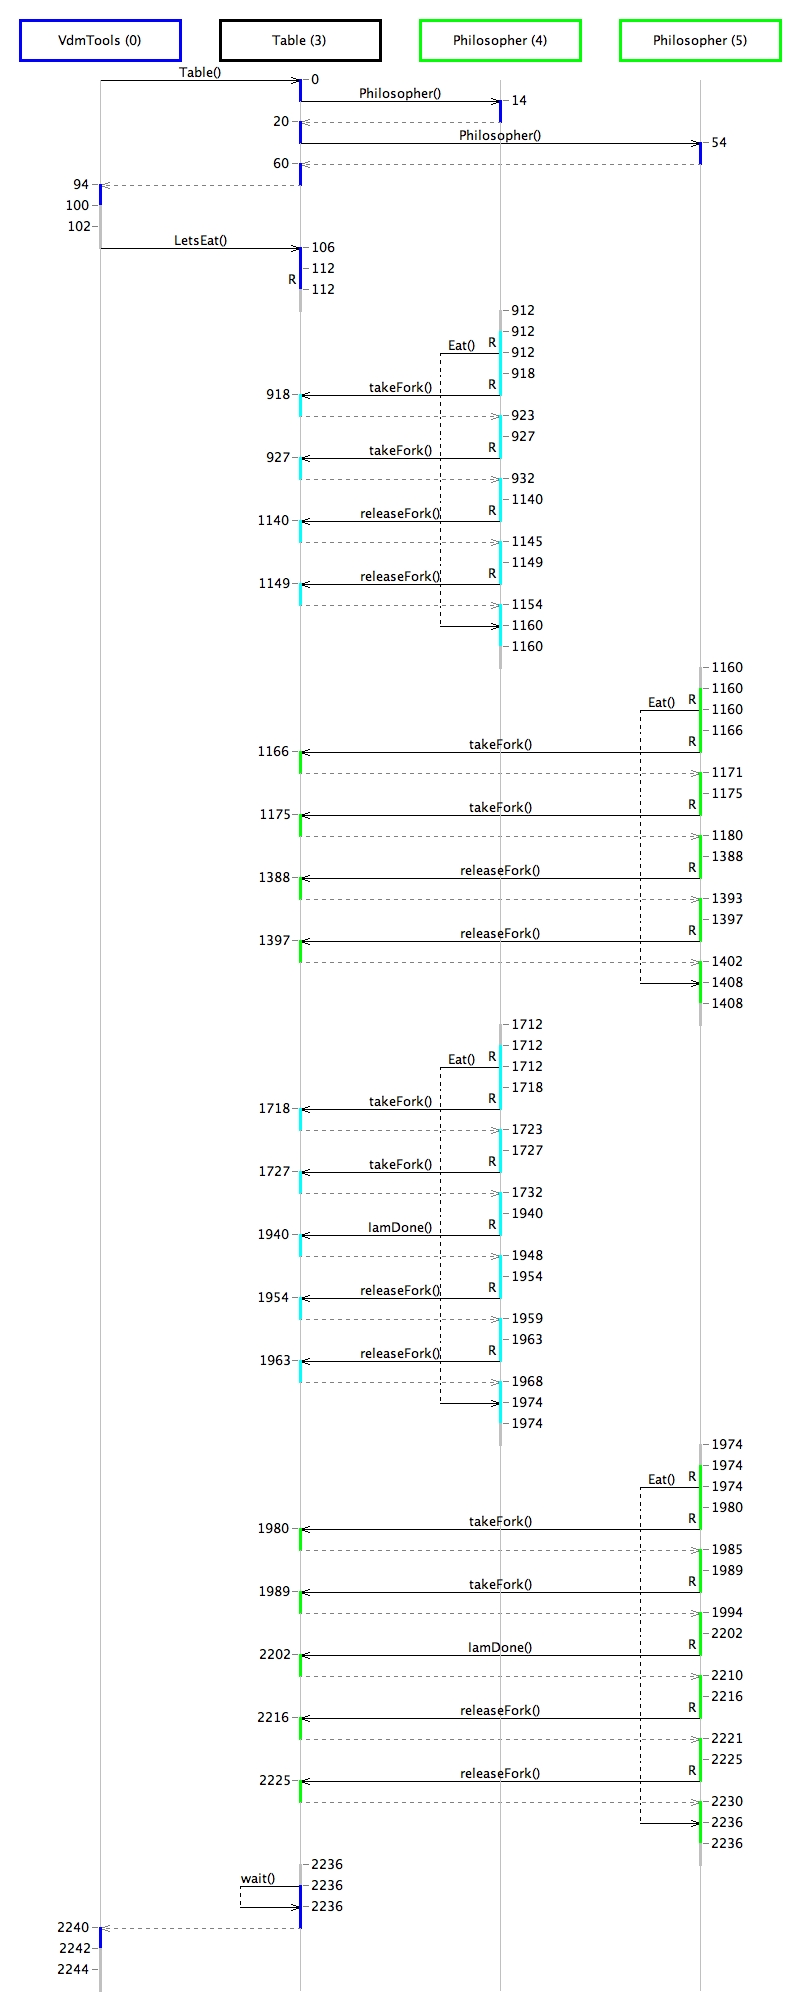 VdmTools (0) Table (3) Philosopher (4) Philosopher (5)
Table() 0
Philosopher() 14
20
Philosopher() 54
60
94
100
102
LetsEat() 106
112
R 112
912
R 912
Eat() 912
918
R
918 takeFork()
923
927
R
927 takeFork()
932
1140
R
1140 releaseFork()
1145
1149
R
1149 releaseFork()
1154
1160
1160
1160
R 1160
Eat() 1160
1166
R
1166 takeFork()
1171
1175
R
1175 takeFork()
1180
1388
R
1388 releaseFork()
1393
1397
R
1397 releaseFork()
1402
1408
1408
1712
R 1712
Eat() 1712
1718
R
1718 takeFork()
1723
1727
R
1727 takeFork()
1732
1940
R
1940 IamDone()
1948
1954
R
1954 releaseFork()
1959
1963
R
1963 releaseFork()
1968
1974
1974
1974
R 1974
Eat() 1974
1980
R
1980 takeFork()
1985
1989
R
1989 takeFork()
1994
2202
R
2202 IamDone()
2210
2216
R
2216 releaseFork()
2221
2225
R
2225 releaseFork()
2230
2236
2236
2236
wait() 2236
2236
2240
2242
2244